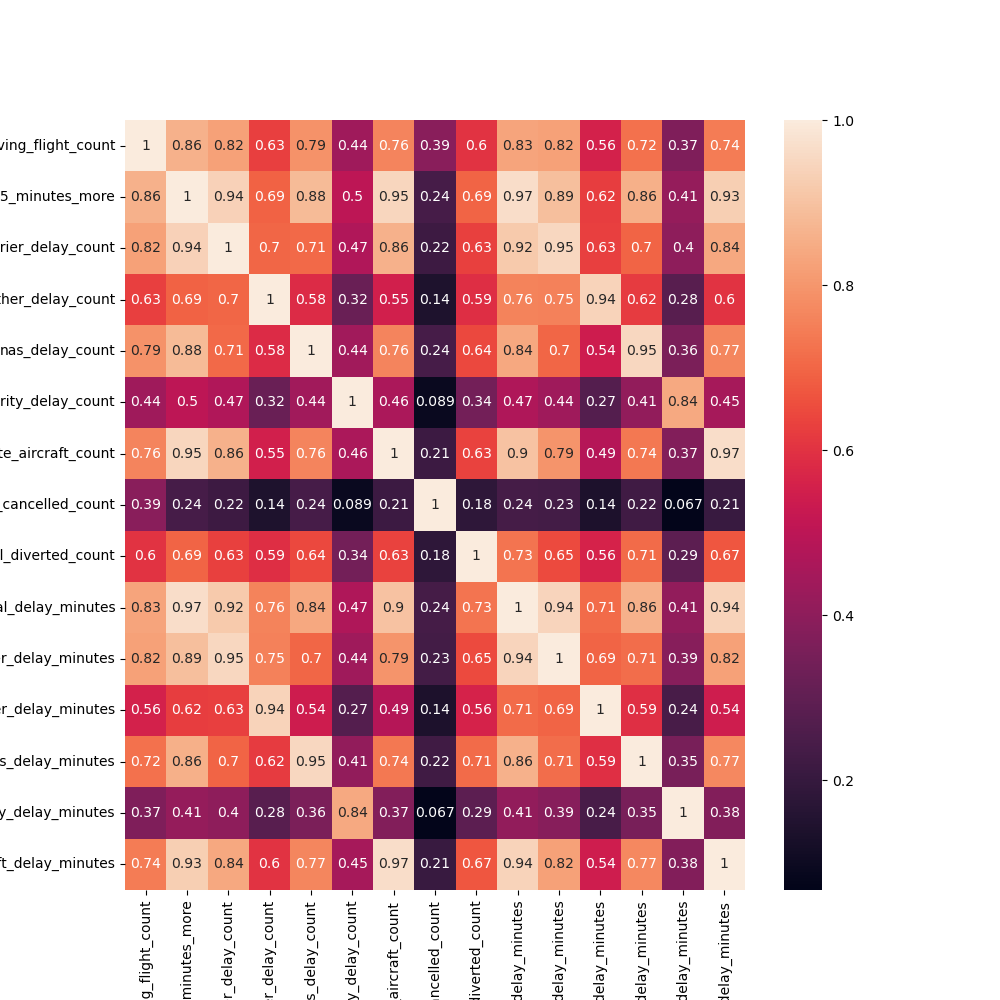 ving_flight_count 1 0.86 0.82 0.63 0.79 0.44 0.76 0.39 0.6 0.83 0.82 0.56 0.72 0.37 0.74 1.0
5_minutes_more 0.86 1 0.94 0.69 0.88 0.5 0.95 0.24 0.69 0.97 0.89 0.62 0.86 0.41 0.93
rier_delay_count 0.82 0.94 1 0.7 0.71 0.47 0.86 0.22 0.63 0.92 0.95 0.63 0.7 0.4 0.84
ther_delay_count 0.63 0.69 0.7 1 0.58 0.32 0.55 0.14 0.59 0.76 0.75 0.94 0.62 0.28 0.6 0.8
nas_delay_count 0.79 0.88 0.71 0.58 1 0.44 0.76 0.24 0.64 0.84 0.7 0.54 0.95 0.36 0.77
rity_delay_count 0.44 0.5 0.47 0.32 0.44 1 0.46 0.089 0.34 0.47 0.44 0.27 0.41 0.84 0.45
te_aircraft_count 0.76 0.95 0.86 0.55 0.76 0.46 1 0.21 0.63 0.9 0.79 0.49 0.74 0.37 0.97 0.6
_cancelled_count 0.39 0.24 0.22 0.14 0.24 0.089 0.21 1 0.18 0.24 0.23 0.14 0.22 0.067 0.21
l_diverted_count 0.6 0.69 0.63 0.59 0.64 0.34 0.63 0.18 1 0.73 0.65 0.56 0.71 0.29 0.67
al_delay_minutes 0.83 0.97 0.92 0.76 0.84 0.47 0.9 0.24 0.73 1 0.94 0.71 0.86 0.41 0.94 0.4
er_delay_minutes 0.82 0.89 0.95 0.75 0.7 0.44 0.79 0.23 0.65 0.94 1 0.69 0.71 0.39 0.82
er_delay_minutes 0.56 0.62 0.63 0.94 0.54 0.27 0.49 0.14 0.56 0.71 0.69 1 0.59 0.24 0.54
s_delay_minutes 0.72 0.86 0.7 0.62 0.95 0.41 0.74 0.22 0.71 0.86 0.71 0.59 1 0.35 0.77 0.2
y_delay_minutes 0.37 0.41 0.4 0.28 0.36 0.84 0.37 0.067 0.29 0.41 0.39 0.24 0.35 1 0.38
ft_delay_minutes 0.74 0.93 0.84 0.6 0.77 0.45 0.97 0.21 0.67 0.94 0.82 0.54 0.77 0.38 1
g_flight_count
minutes_more
r_delay_count
er_delay_count
s_delay_count
y_delay_count
_aircraft_count
ancelled_count
diverted_count
delay_minutes
delay_minutes
delay_minutes
delay_minutes
delay_minutes
delay_minutes